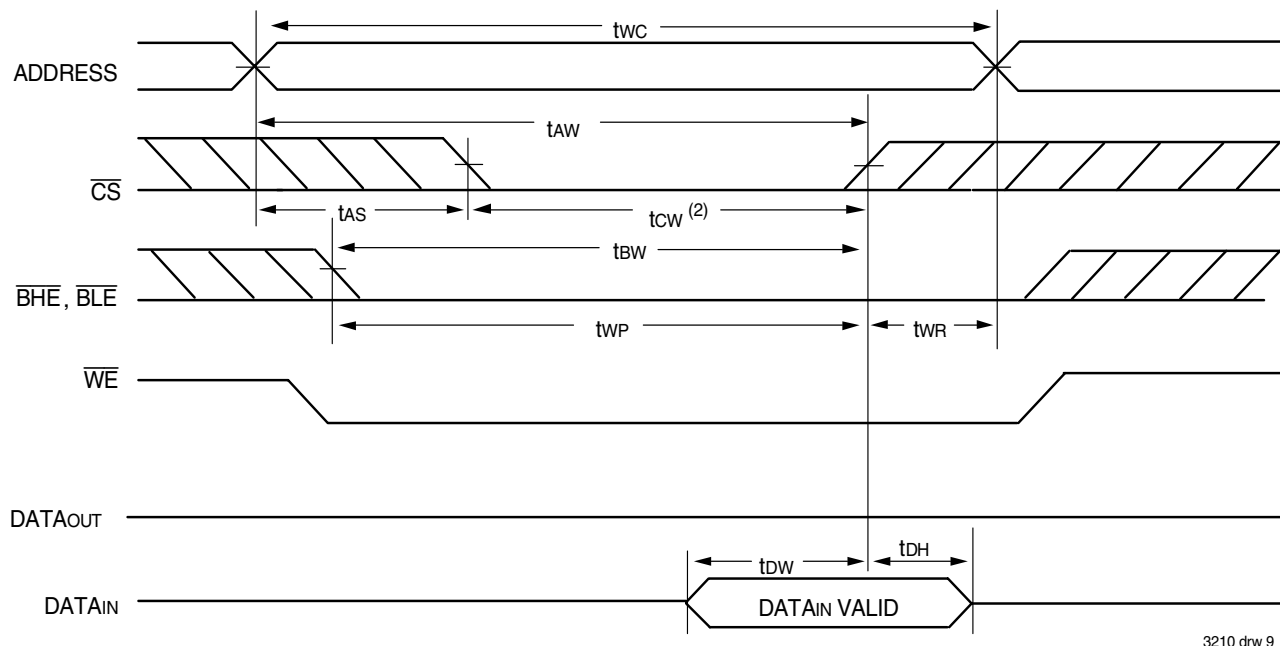 tWC
ADDRESS
tAW
CS
tAS
tCW (2)
tBW
BHE, BLE
tWP
tWR
WE
DATAOUT
tDW
tDH
DATAIN
DATAIN VALID
3210 drw 9